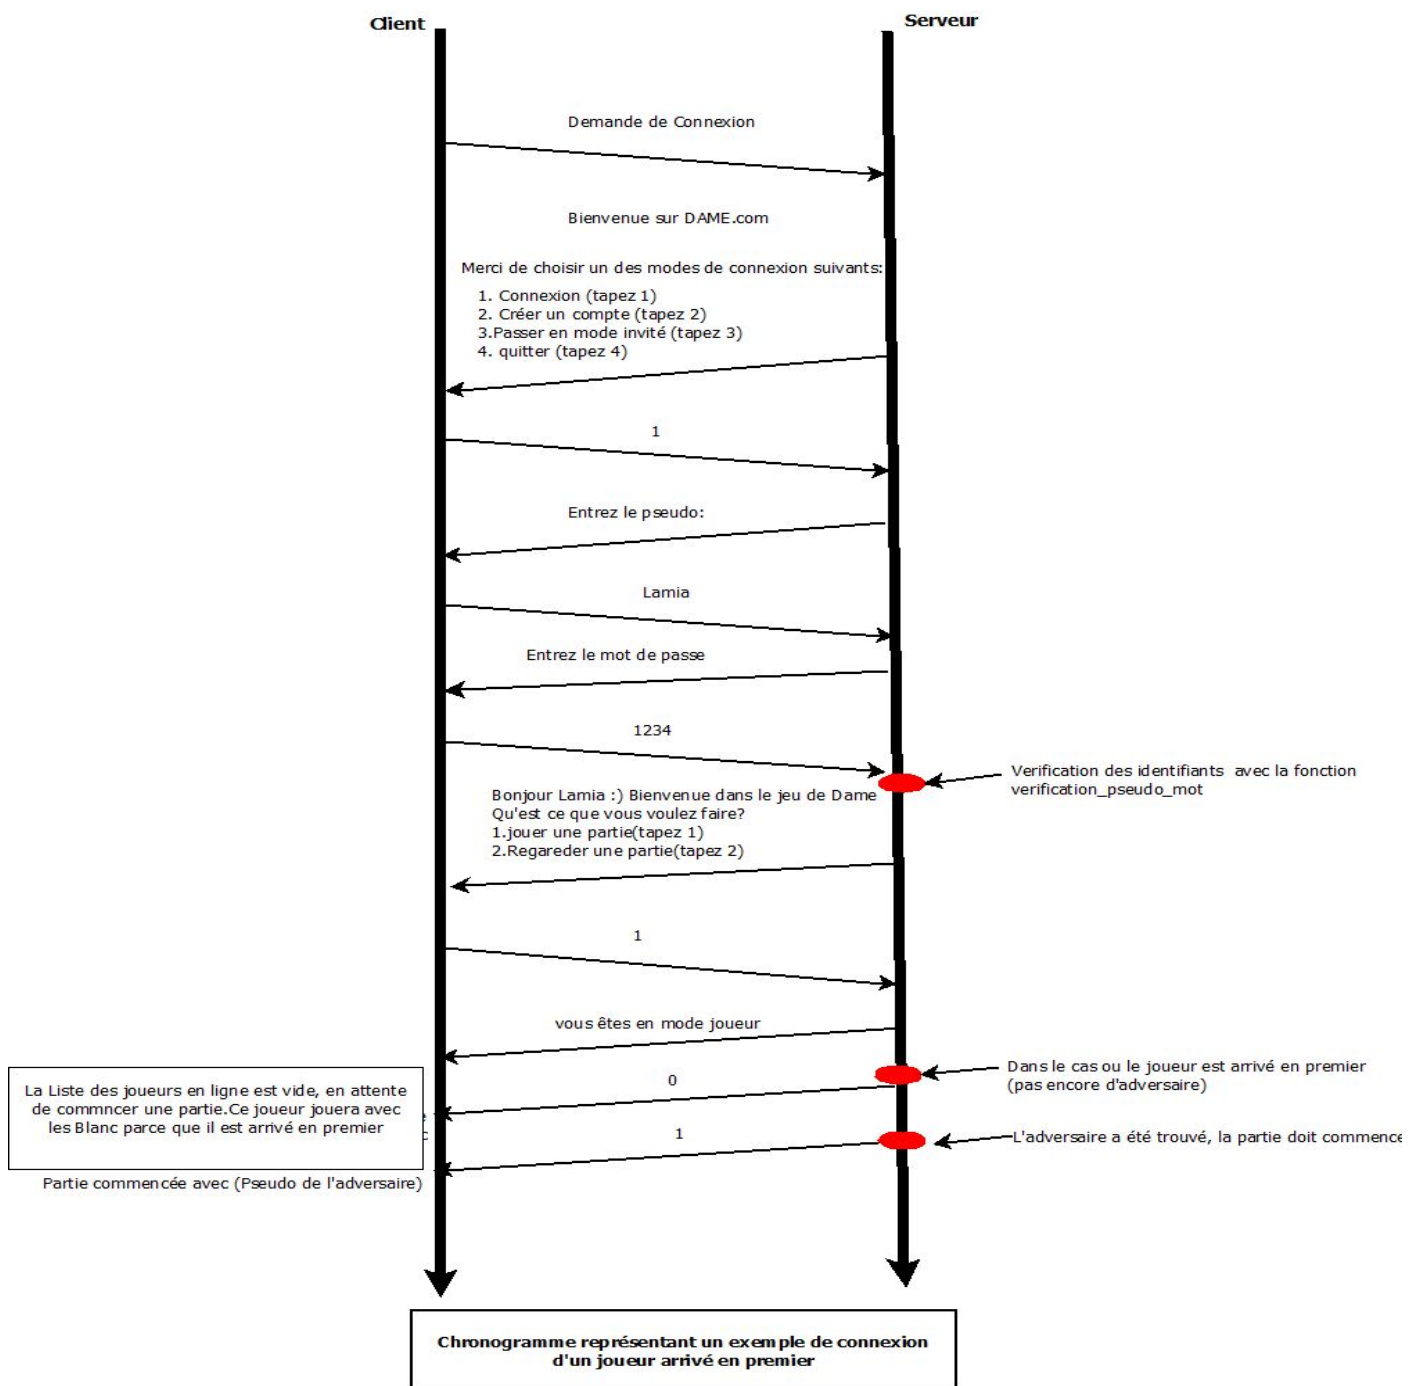 Client
Serveur
Demande de Connexion
Bienvenue sur DAME.com
Merci de choisir un des modes de connexion suivants:
1. Connexion (tapez 1)
2. Créer un compte (tapez 2)
3.Passer en mode invité (tapez 3)
4. quitter (tapez 4)
1
Entrez le pseudo:
Lamia
Entrez le mot de passe
1234
Verification des identifiants avec la fonction
verification_pseudo_mot
Bonjour Lamia :) Bienvenue dans le jeu de Dame
Qu'est ce que vous voulez faire?
1.jouer une partie(tapez 1)
2.Regareder une partie(tapez 2)
1
vous êtes en mode joueur
Dans le cas ou le joueur est arrivé en premier
(pas encore d'adversaire)
0
La Liste des joueurs en ligne est vide, en attente
de commncer une partie.Ce joueur jouera avec
les Blanc parce que il est arrivé en premier
1
L'adversaire a été trouvé, la partie doit commence
Partie commencée avec (Pseudo de l'adversaire)
Chronogramme représentant un exemple de connexion
d'un joueur arrivé en premier